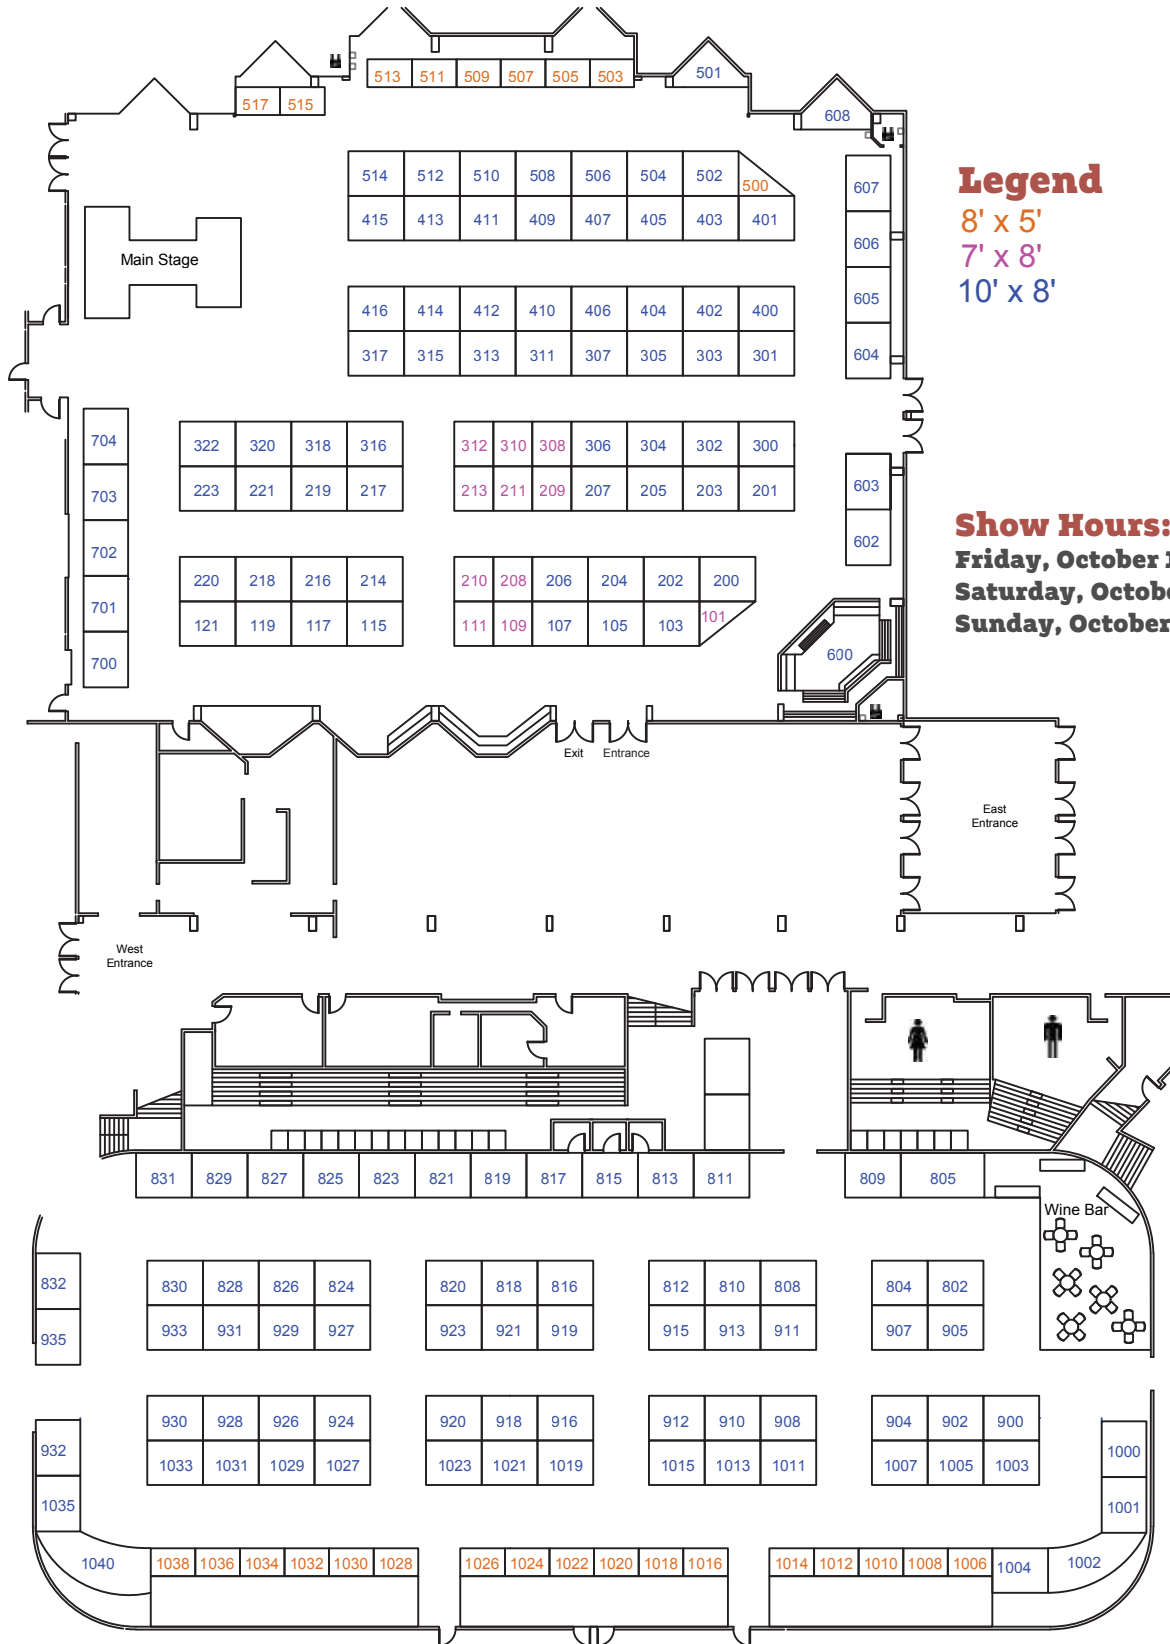 513 511 509 507 505 503
501
517 515
608
514 512 510 508 506 504 502 500
415 413 411 409 407 405 403 401
607
606
605
604
Legend
8' x 5'
7' x 8'
10' x 8'
Main Stage
416 414 412 410 406 404 402 400
317 315 313 311 307 305 303 301
704
703
702
701
700
322 320 318 316
223 221 219 217
312 310 308 306 304 302 300
213 211 209 207 205 203 201
603
602
Show Hours:
Friday, October
Saturday, Octobe
Sunday, October
220 218 216 214
121 119 117 115
210 208 206 204 202 200
111 109 107 105 103 101
600
Exit Entrance
East
Entrance
West
Entrance
831 829 827 825 823 821 819 817 815 813 811
809 805
Wine Bar
832
935
830 828 826 824
933 931 929 927
820 818 816
923 921 919
812 810 808
915 913 911
804 802
907 905
932
1035
930 928 926 924
1033 1031 1029 1027
920 918 916
1023 1021 1019
912 910 908
1015 1013 1011
904 902 900
1007 1005 1003
1000
1001
1040 1038 1036 1034 1032 1030 1028
1026 1024 1022 1020 1018 1016
1014 1012 1010 1008 1006 1004 1002